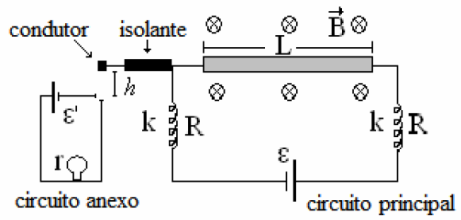 condutor
isolante
B
L
h
k
R
k
R
ε'
ε
r
circuito anexo
circuito principal